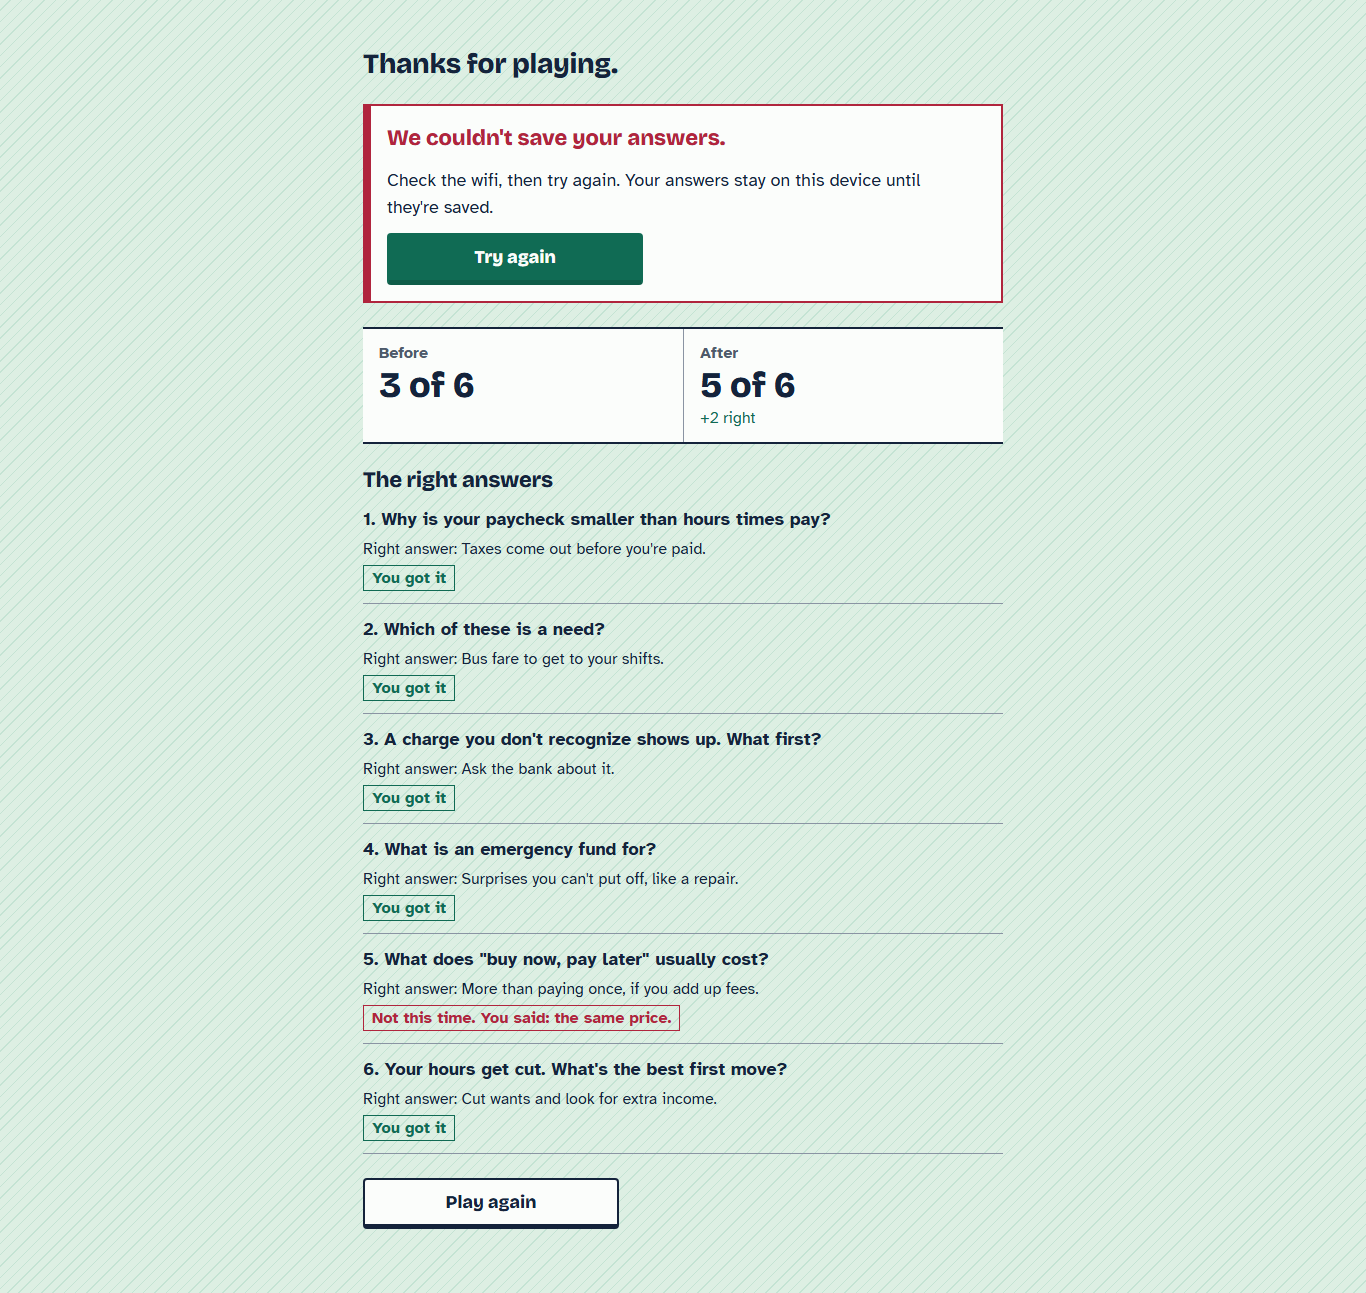 Thanks for playing.
We couldn't save your answers.
Check the wifi, then try again. Your answers stay on this device until
they're saved.
Try again
Before
3 of 6
After
5 of 6
+2 right
The right answers
1. Why is your paycheck smaller than hours times pay?
Right answer: Taxes come out before you're paid.
You got it
2. Which of these is a need?
Right answer: Bus fare to get to your shifts.
You got it
3. A charge you don't recognize shows up. What first?
Right answer: Ask the bank about it.
You got it
4. What is an emergency fund for?
Right answer: Surprises you can't put off, like a repair.
You got it
5. What does "buy now, pay later" usually cost?
Right answer: More than paying once, if you add up fees.
Not this time. You said: the same price.
6. Your hours get cut. What's the best first move?
Right answer: Cut wants and look for extra income.
You got it
Play again